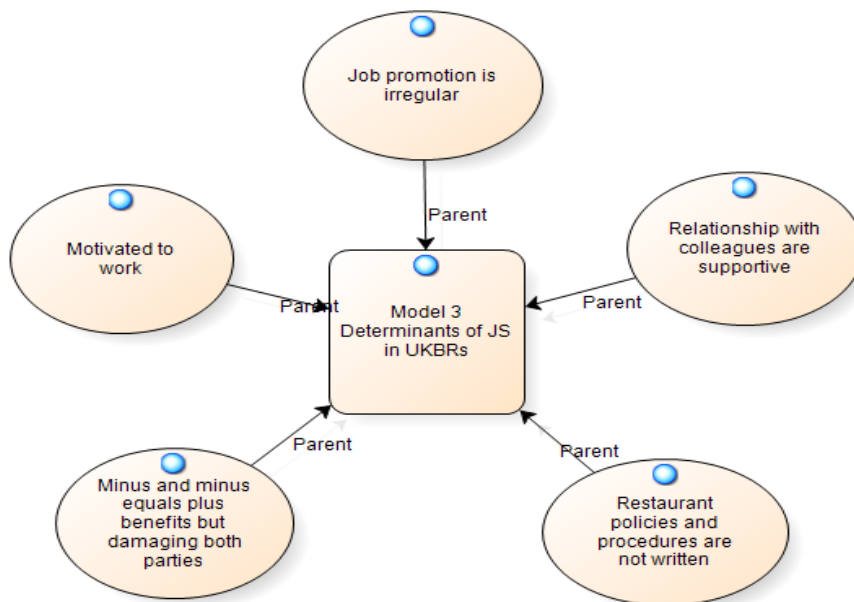 Job promotion is
irregular
Parent
Motivated to
work
Parent
Relationship with
colleagues are
supportive
Parent
Model 3
Determinants of JS
in UKBRs
Minus and minus
equals plus
benefits but
damaging both
parties
Parent
Restaurant
policies and
procedures are
not written
Parent